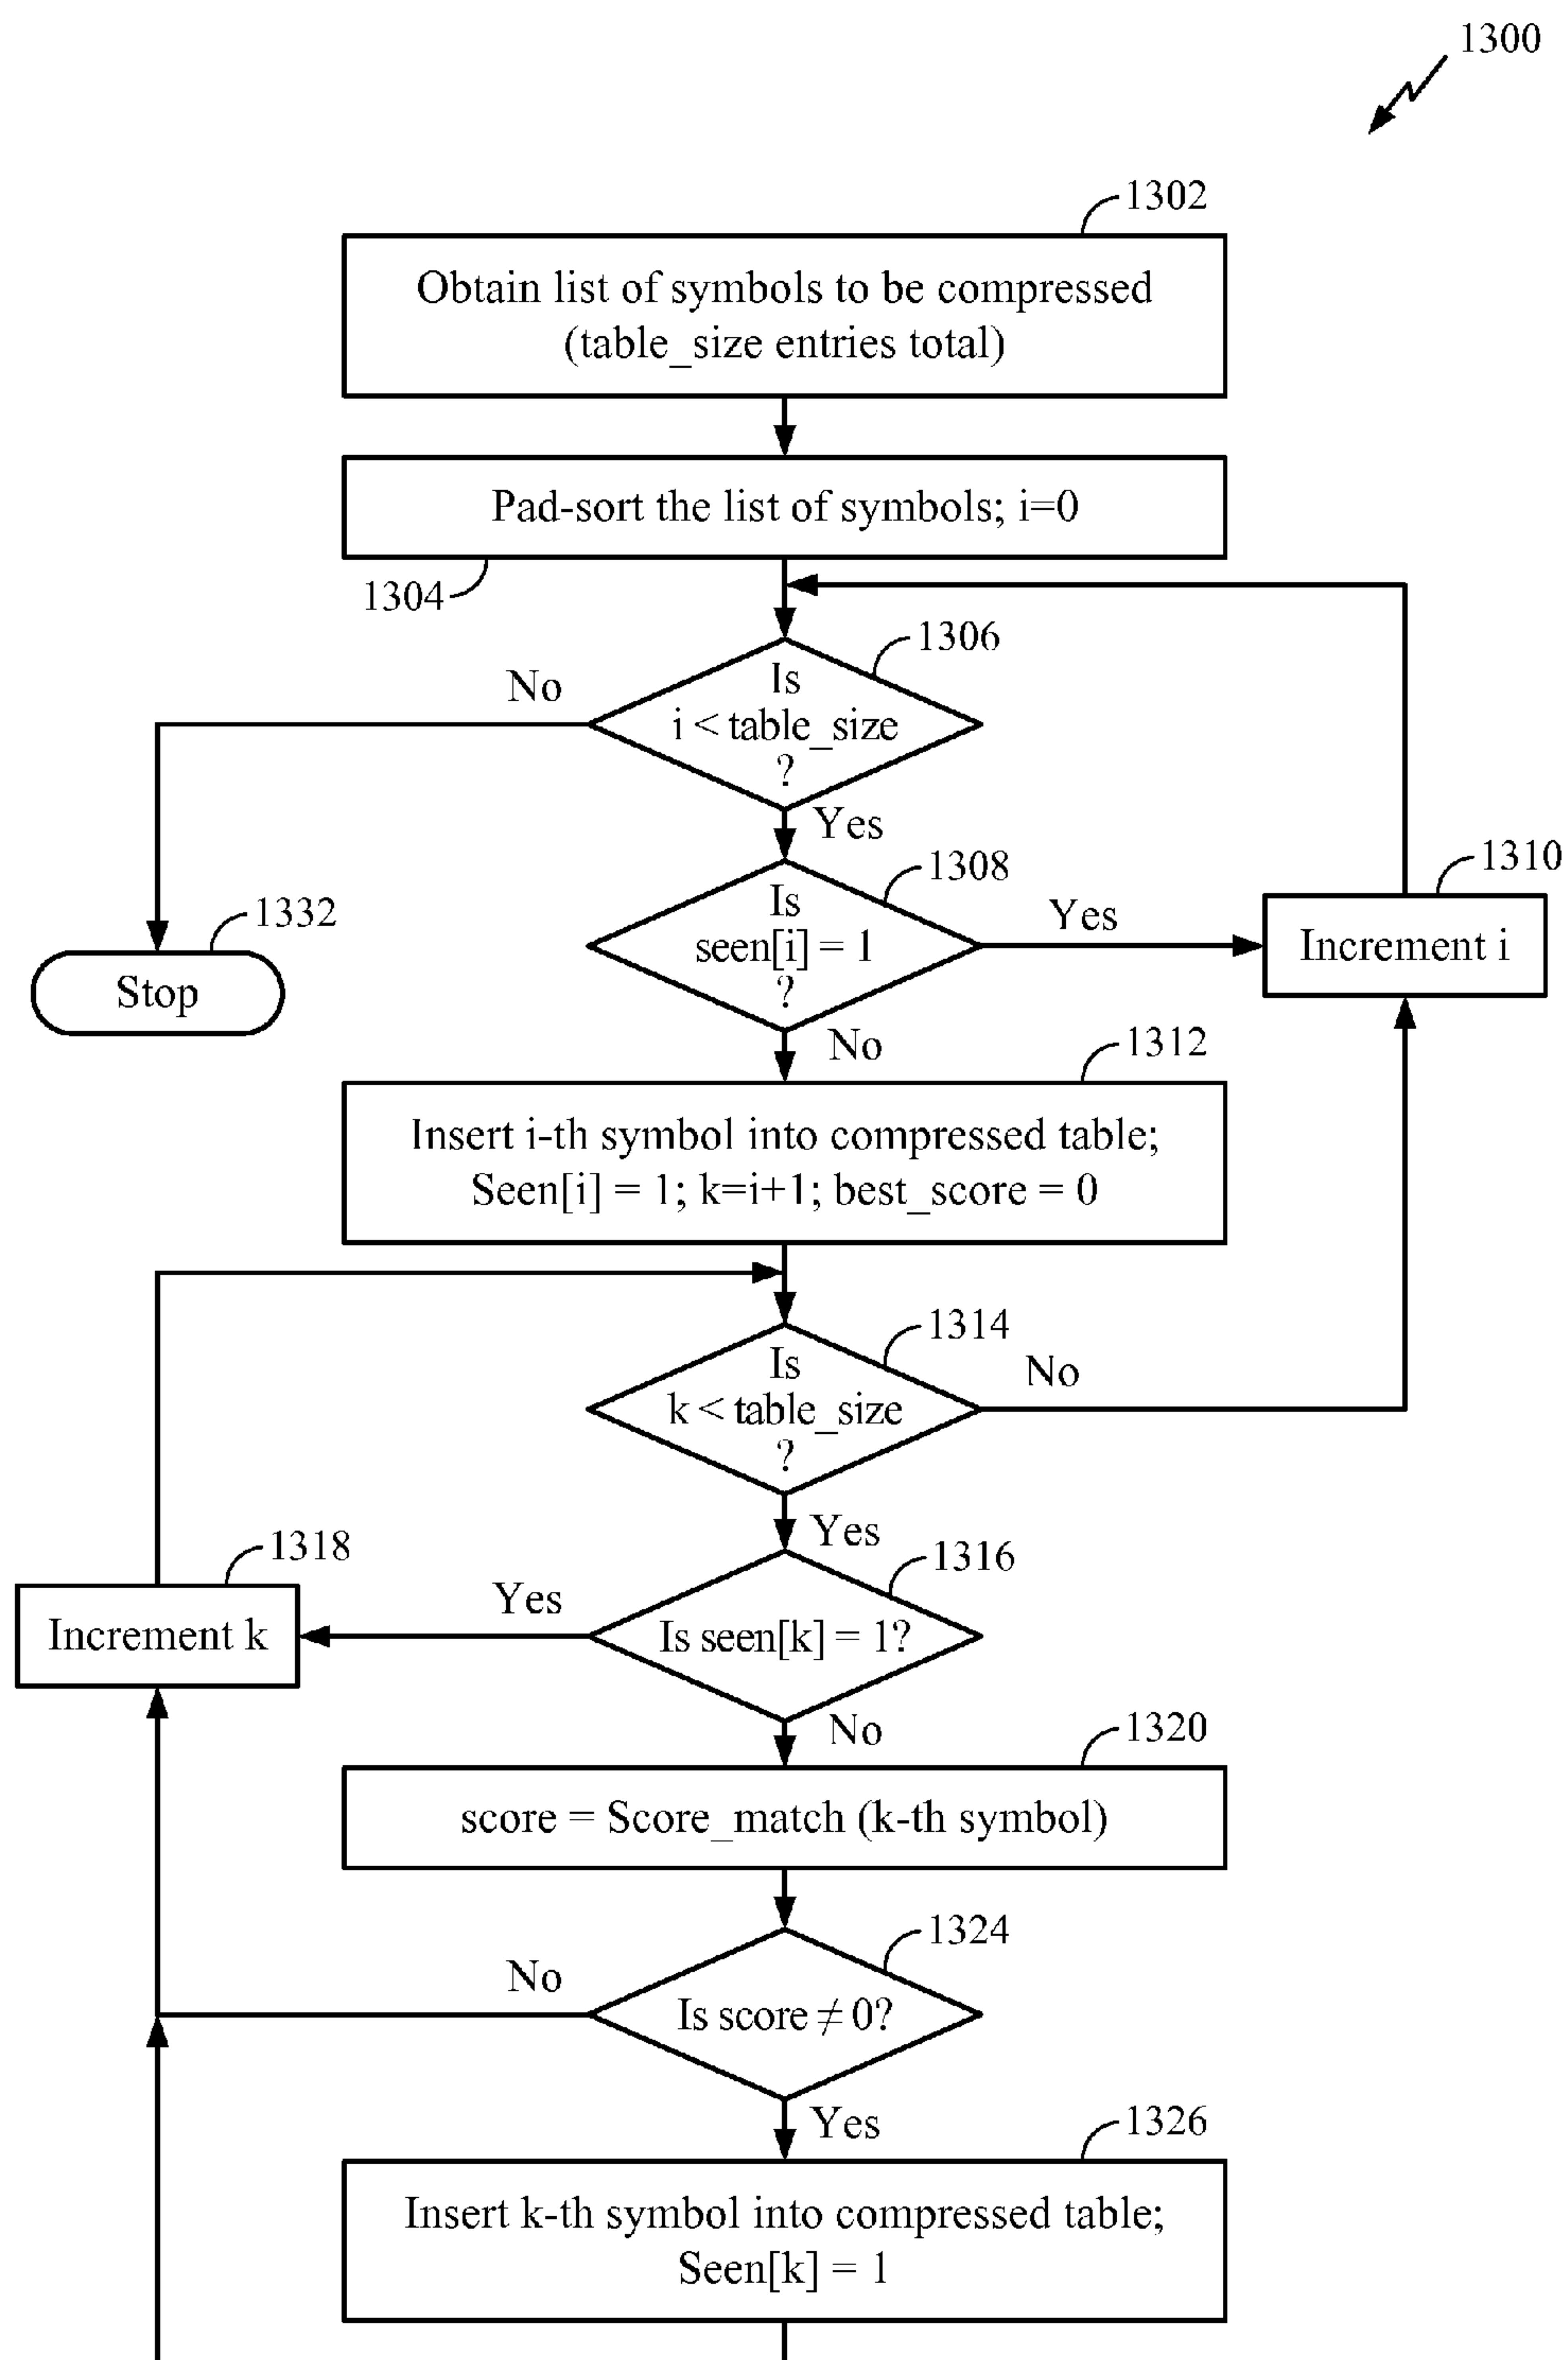 1300
1302
Obtain list of symbols to be compressed
(table_size entries total)
Pad-sort the list of symbols; i=0
1304
1306
No
Is
i < table_size
?
Yes
1308
1310
Is
seen[i] = 1
?
Yes
Increment i
1332
Stop
No
1312
Insert i-th symbol into compressed table;
Seen[i] = 1; k=i+1; best_score = 0
1314
Is
k < table_size
?
No
Yes
1318
1316
Yes
Increment k
Is seen[k] = 1?
No
1320
score = Score_match (k-th symbol)
1324
No
Is score ≠ 0?
Yes
1326
Insert k-th symbol into compressed table;
Seen[k] = 1